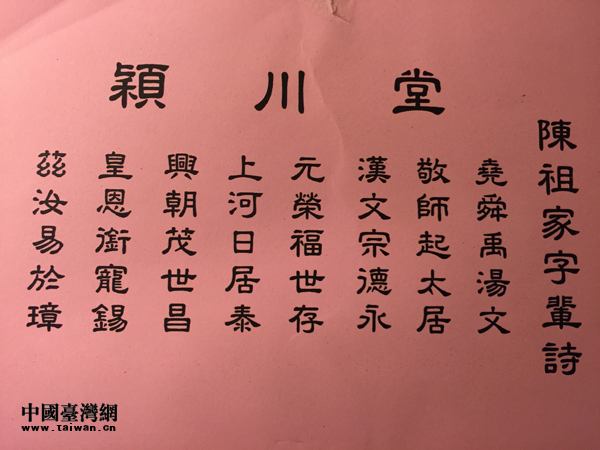 穎川堂
陳祖家字輩詩
堯舜禹湯文
敬師起太居
漢文宗德永
元榮福世存
上河日居泰
興朝茂世昌
皇恩銜寵錫
茲汝易於璋
中國臺灣網
www.taiwan.cn